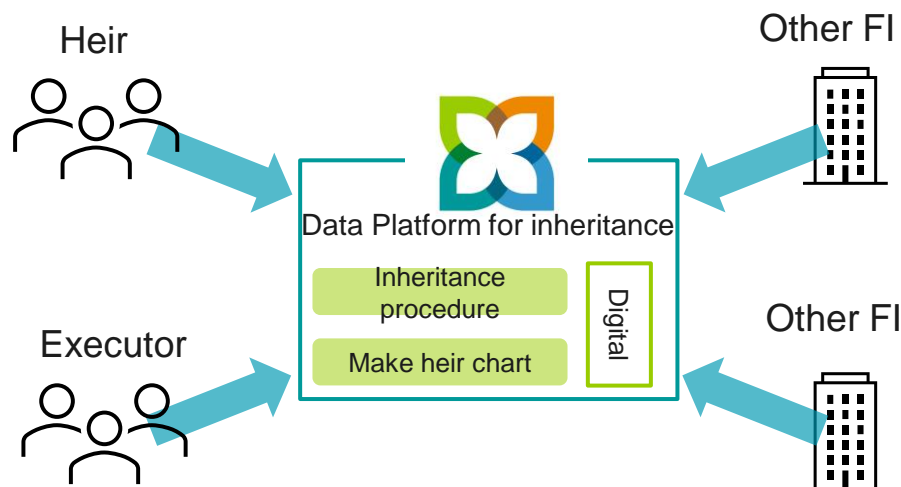 Heir
Other FI
Data Platform for inheritance
Inheritance
procedure
Make heir chart
Digital
Executor
Other FI